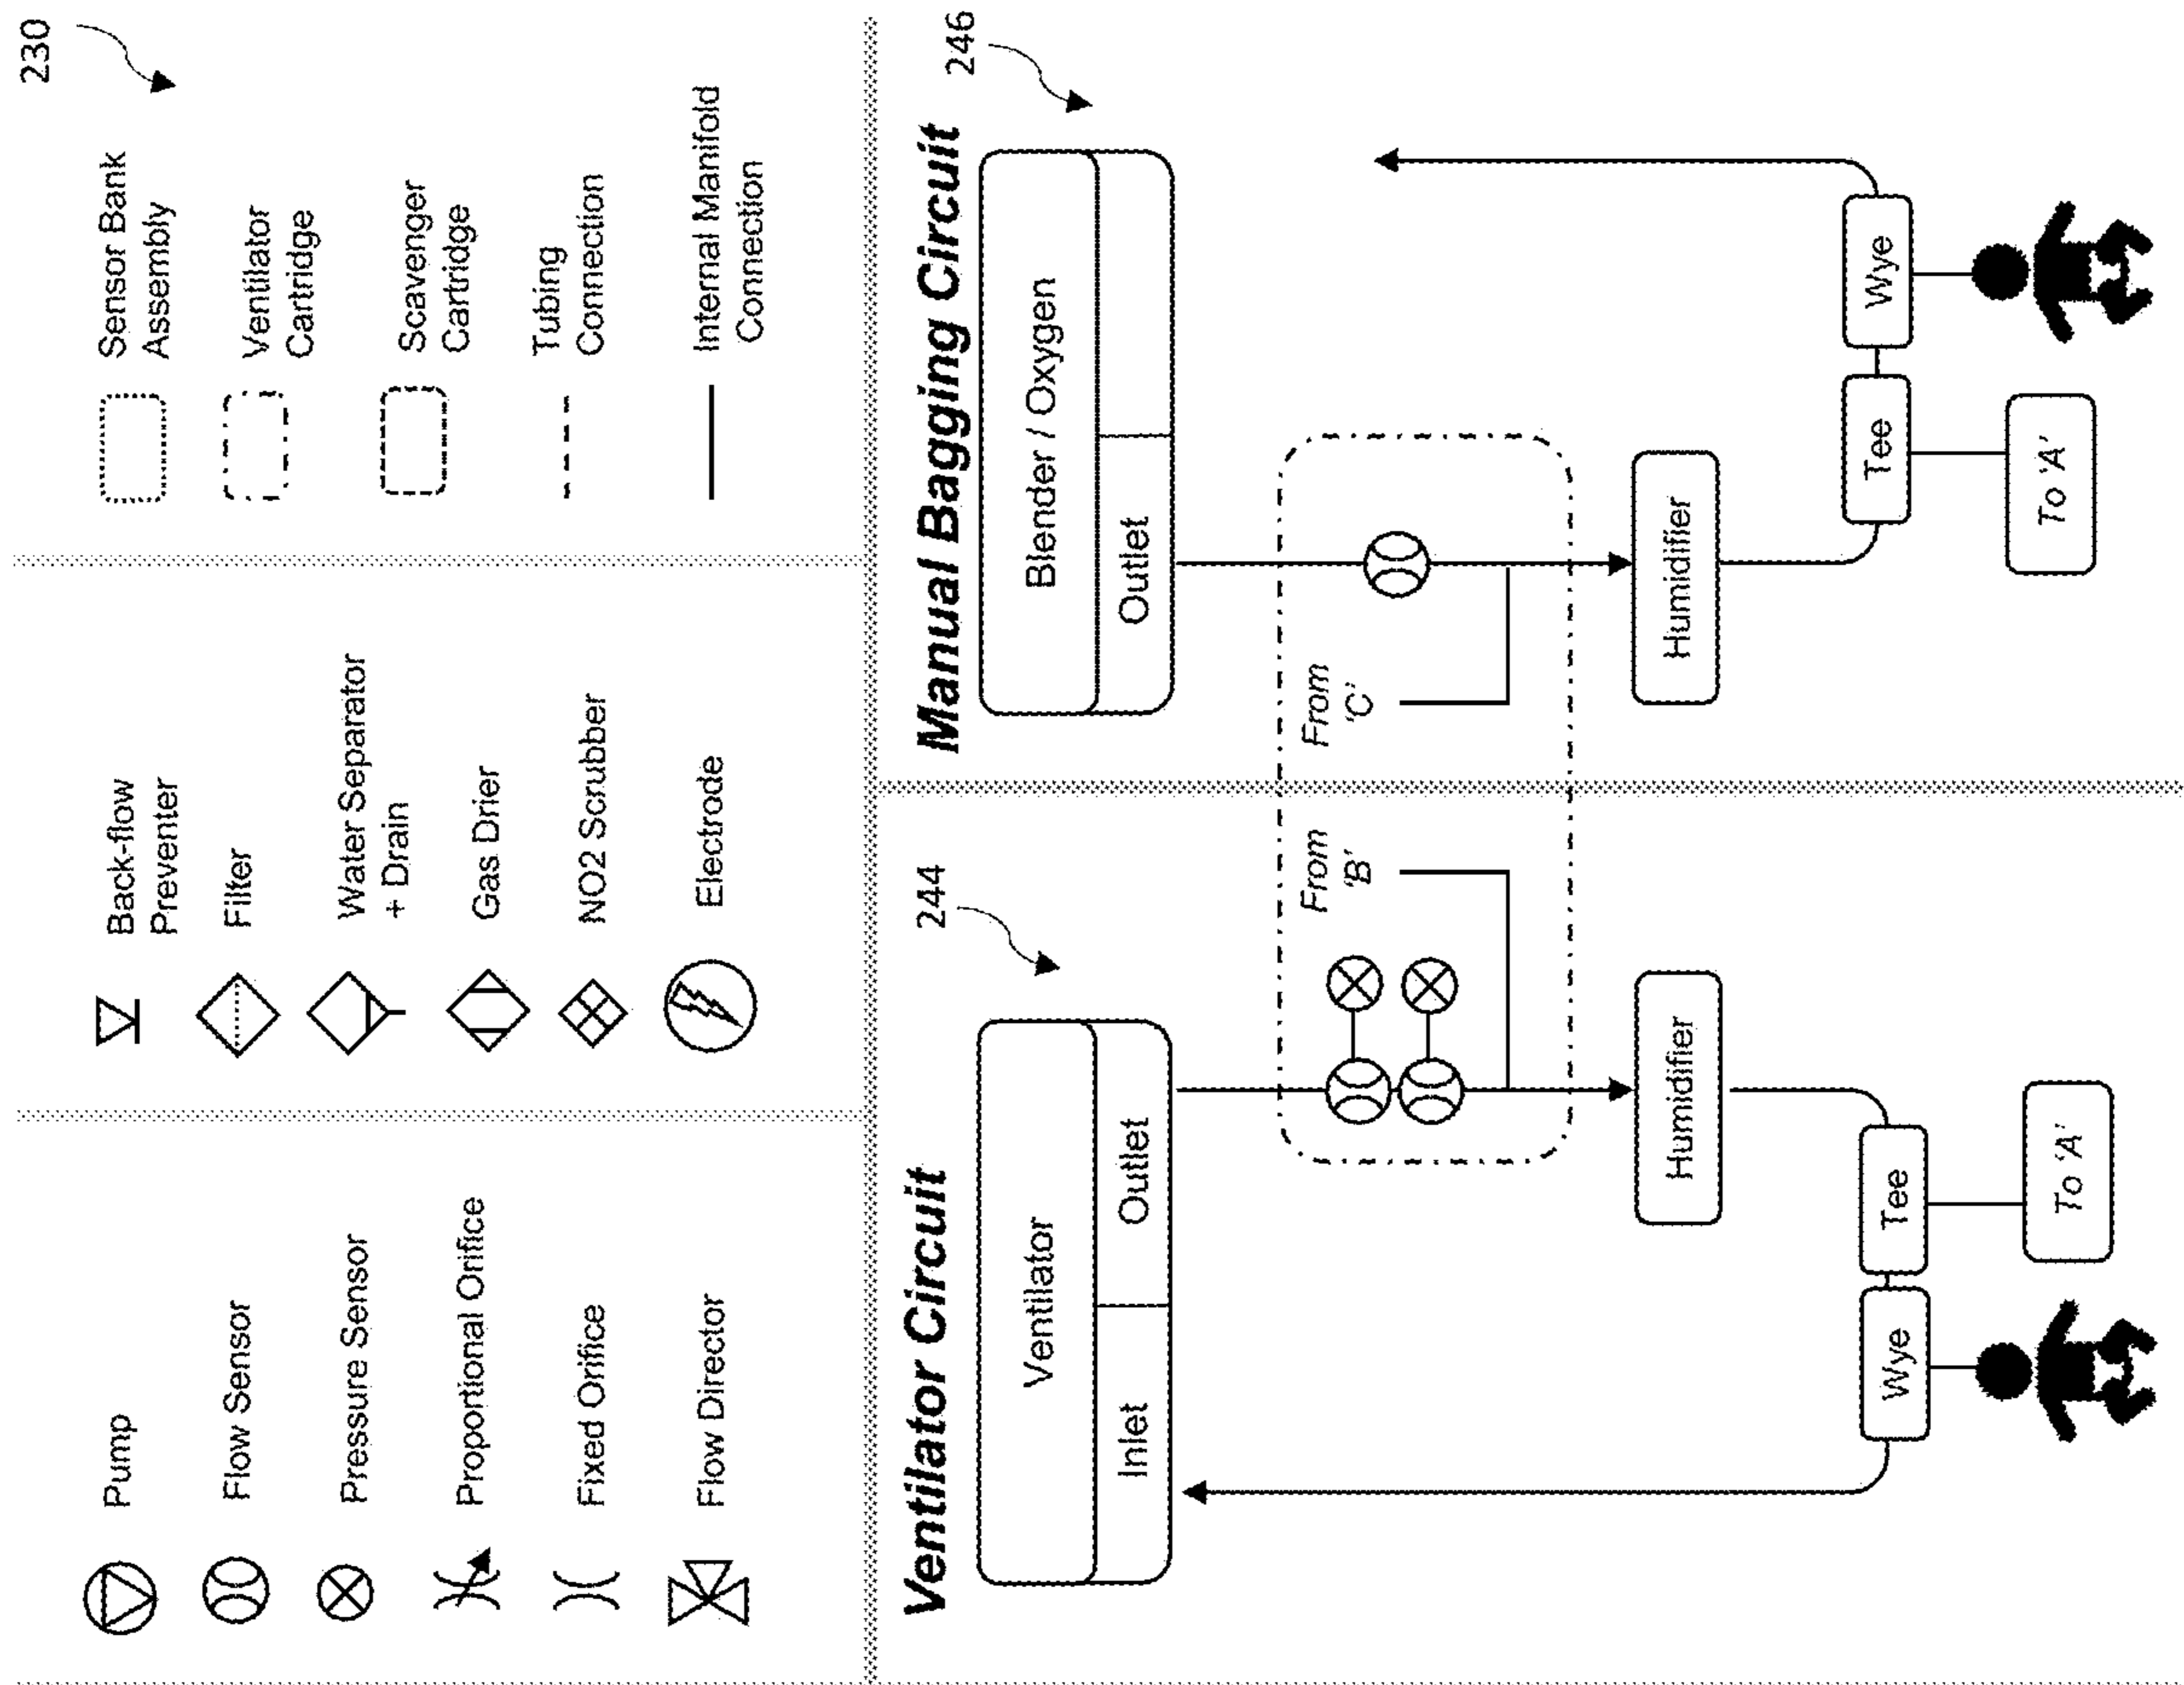 230
Pump
Flow Sensor
Pressure Sensor
Proportional Orifice
Fixed Orifice
Flow Director
Back-flow
Preventer
Filter
Water Separator
+ Drain
Gas Drier
NO2 Scrubber
Electrode
Sensor Bank
Assembly
Ventilator
Cartridge
Scavenger
Cartridge
Tubing
Connection
Internal Manifold
Connection
Ventilator Circuit
244
Ventilator
Inlet
Outlet
From
'B'
Humidifier
Wye
Tee
To 'A'
Manual Bagging Circuit
246
Blender / Oxygen
Outlet
From
'C'
Humidifier
Tee
Wye
To 'A'